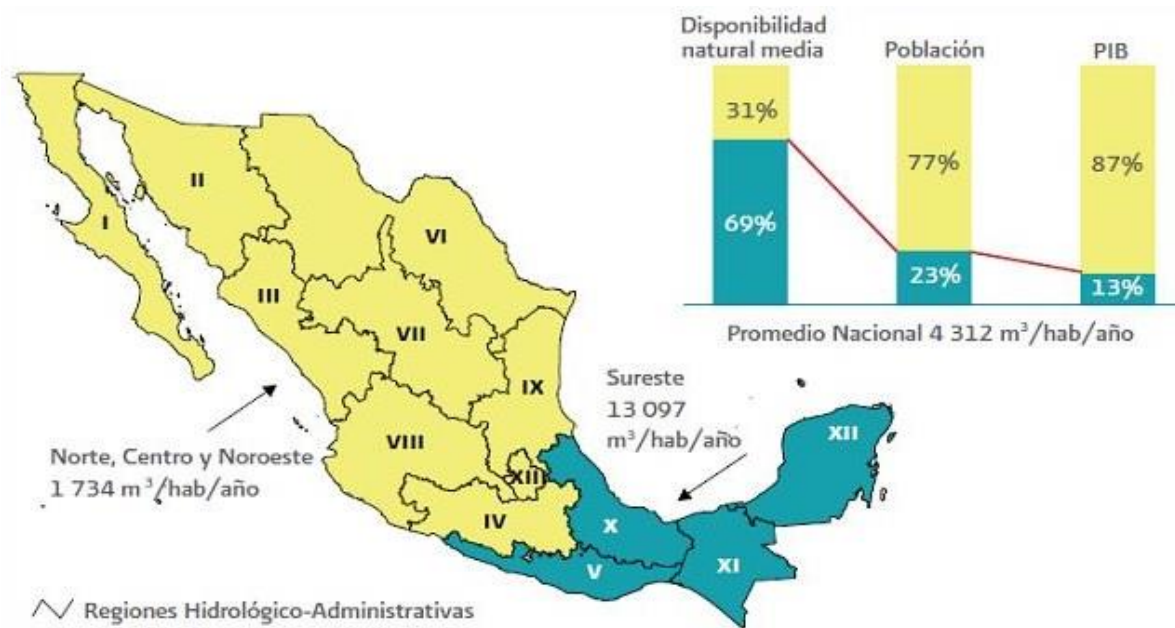 Disponibilidad
natural media
Población
PIB
31%
77%
87%
69%
23%
13%
Promedio Nacional 4 312 m³/hab/año
I
II
III
VI
VII
IX
VIII
XIII
IV
X
V
XI
XII
Sureste
13 097
m³/hab/año
Norte, Centro y Noroeste
1 734 m³/hab/año
Regiones Hidrológico-Administrativas